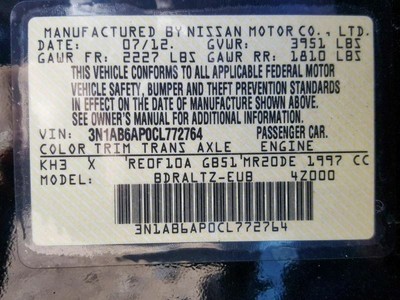 MANUFACTURED BY NISSAN MOTOR CO., LTD.
DATE: 07/12. GVWR: 3951 LBS
GAWR FR: 2227 LBS GAWR RR: 1810 LBS
THIS VEHICLE CONFORMS TO ALL APPLICABLE FEDERAL MOTOR
VEHICLE SAFETY, BUMPER AND THEFT PREVENTION STANDARDS
IN EFFECT ON THE DATE OF MANUFACTURE SHOWN ABOVE.
SEE OWNER'S MANUAL FOR ADDITIONAL INFORMATION.
VIN: 3N1AB6AP0CL772764 PASSENGER CAR.
COLOR TRIM TRANS AXLE ENGINE
KH3 X 'RE0F10A GB51'MR20DE 1997 CC
MODEL: BDRALTZ-EUB 4Z000
3N1AB6AP0CL772764